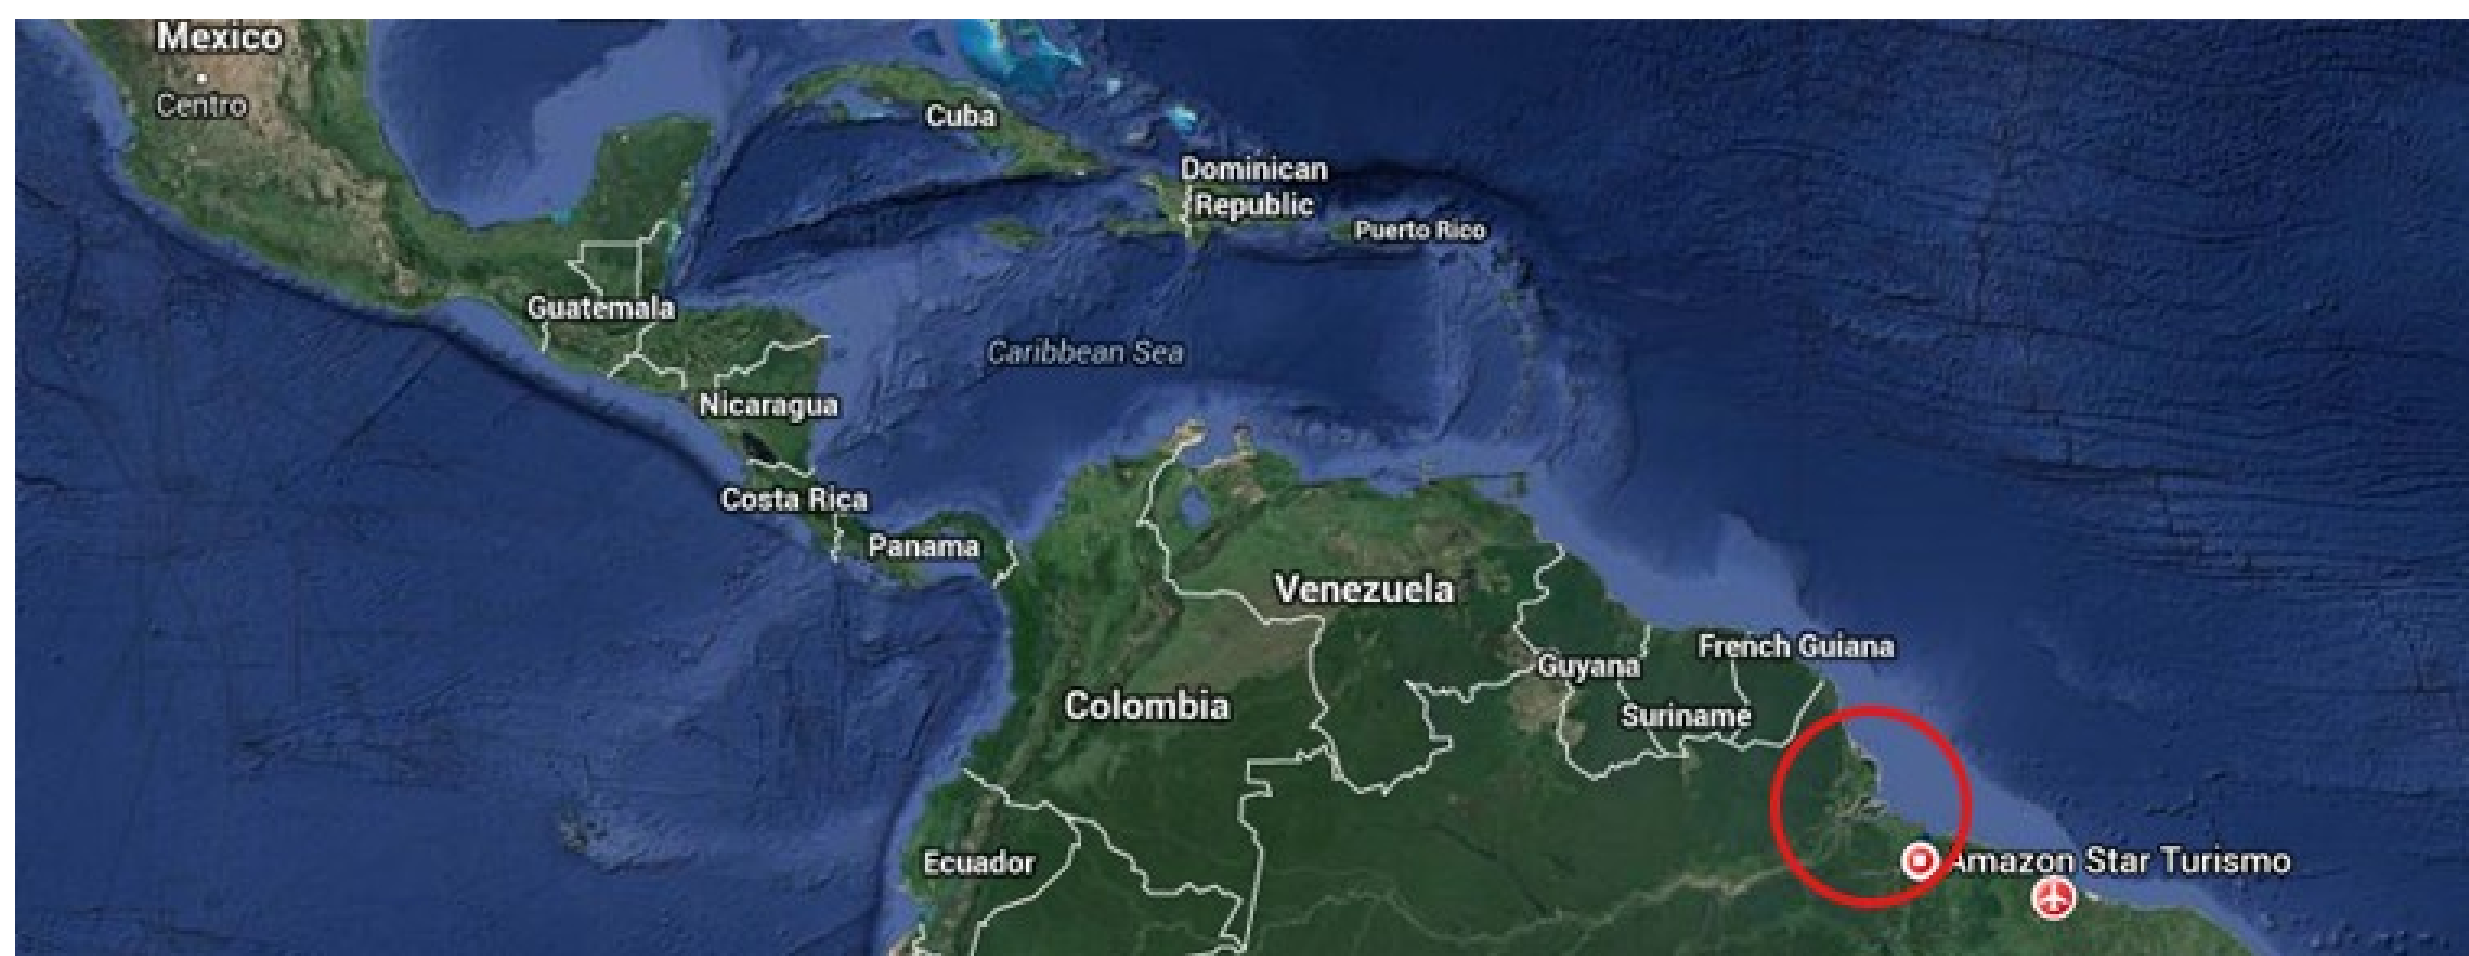 Mexico
Centro
Cuba
Dominican
Republic
Puerto Rico
Guatemala
Caribbean Sea
Nicaragua
Costa Rica
Panama
Venezuela
French Guiana
Guyana
Colombia
Suriname
Ecuador
Amazon Star Turismo